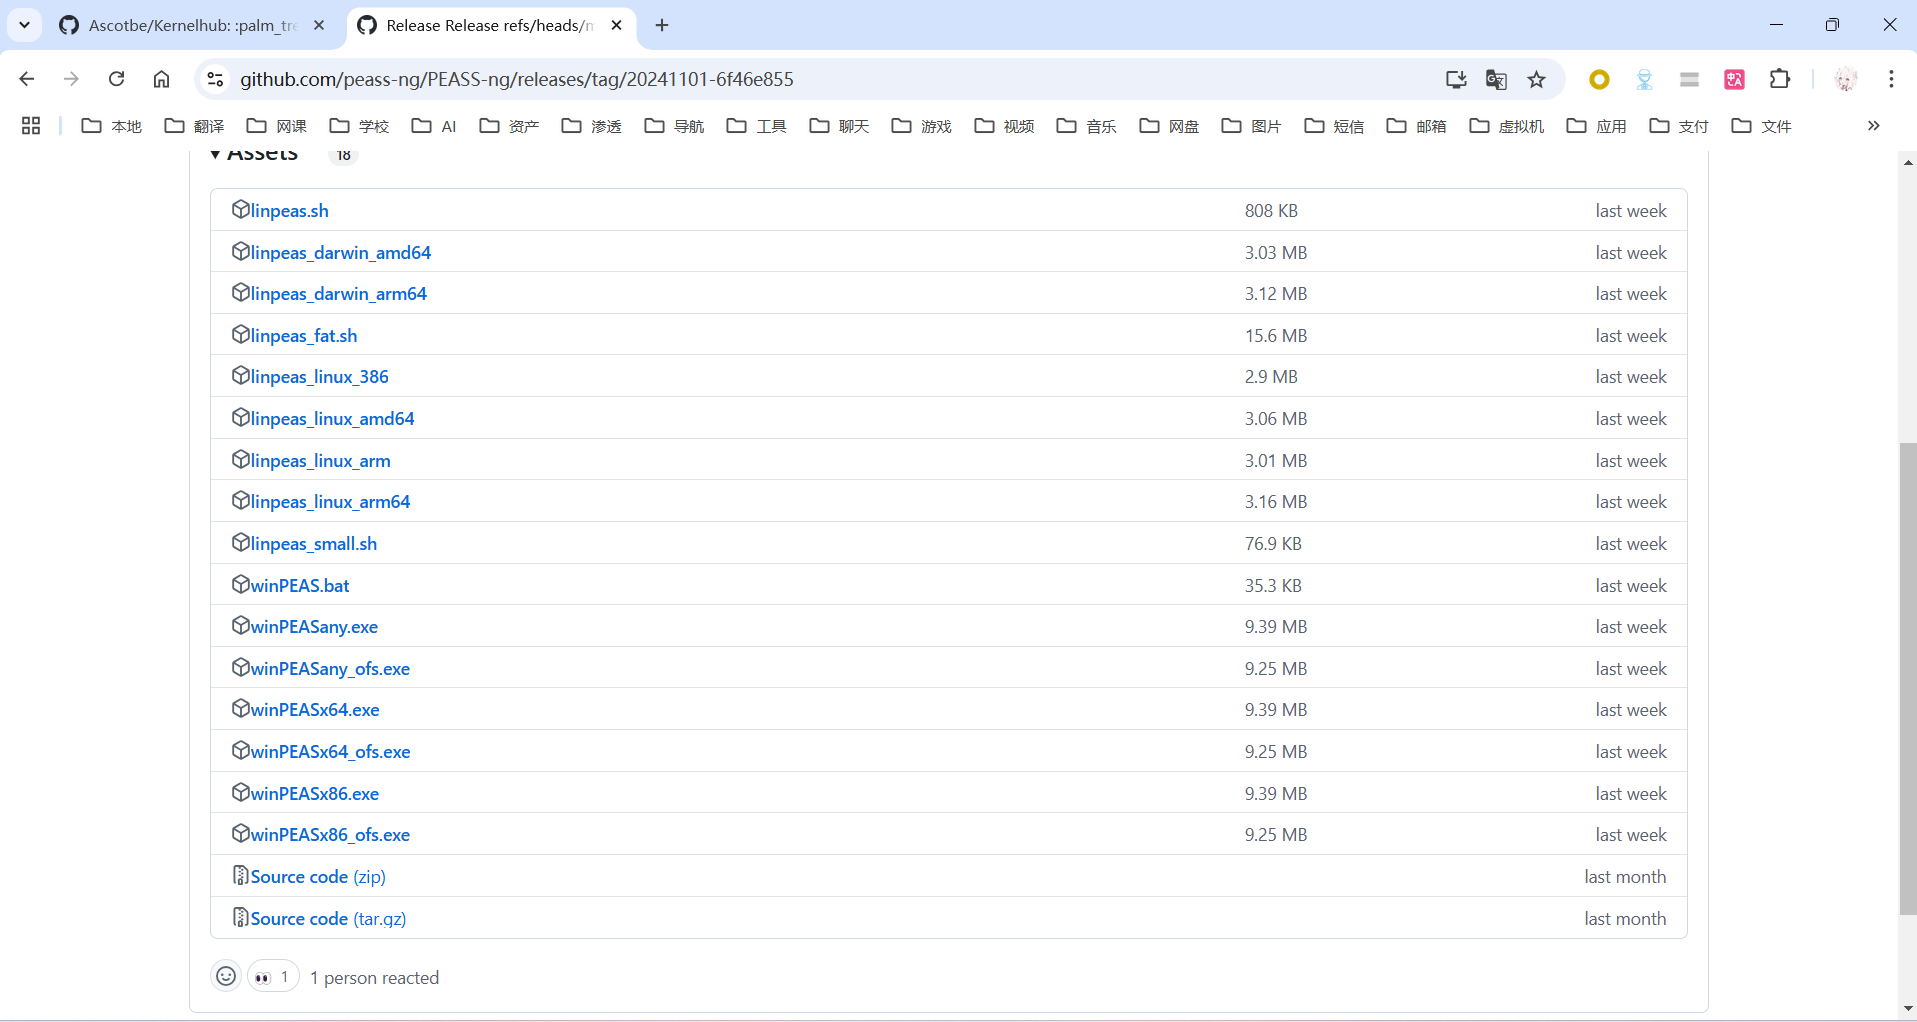 Ascotbe/Kernelhub: :palm_tre
Release Release refs/heads/m
github.com/peass-ng/PEASS-ng/releases/tag/20241101-6f46e855
本地 翻译 网课 学校 AI 资产 渗透 导航 工具 聊天 游戏 视频 音乐 网盘 图片 短信 邮箱 虚拟机 应用 支付 文件
Assets 18
linpeas.sh 808 KB last week
linpeas_darwin_amd64 3.03 MB last week
linpeas_darwin_arm64 3.12 MB last week
linpeas_fat.sh 15.6 MB last week
linpeas_linux_386 2.9 MB last week
linpeas_linux_amd64 3.06 MB last week
linpeas_linux_arm 3.01 MB last week
linpeas_linux_arm64 3.16 MB last week
linpeas_small.sh 76.9 KB last week
winPEAS.bat 35.3 KB last week
winPEASany.exe 9.39 MB last week
winPEASany_ofs.exe 9.25 MB last week
winPEASx64.exe 9.39 MB last week
winPEASx64_ofs.exe 9.25 MB last week
winPEASx86.exe 9.39 MB last week
winPEASx86_ofs.exe 9.25 MB last week
Source code (zip) last month
Source code (tar.gz) last month
👀 1 1 person reacted